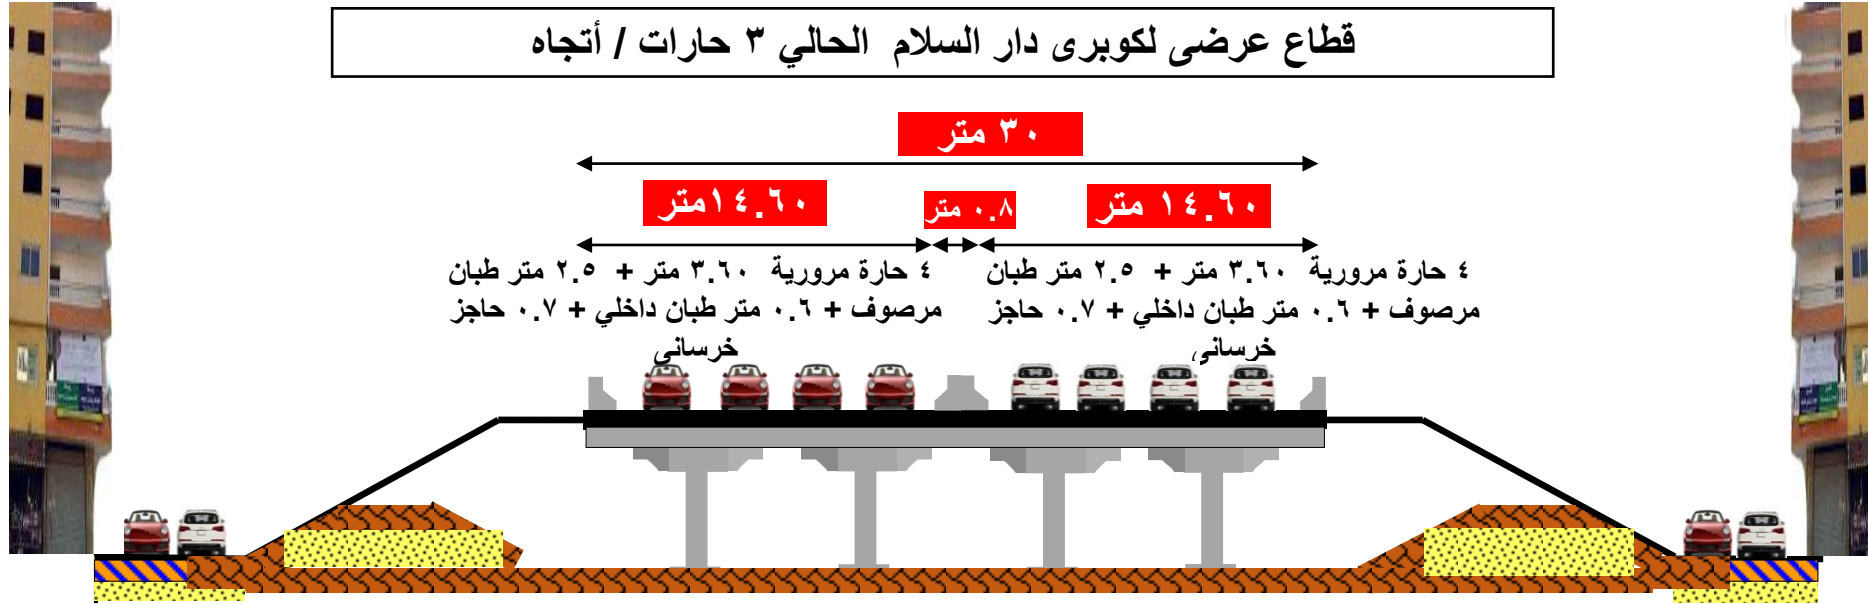 قطاع عرضى لكوبرى دار السلام الحالي ٣ حارات / أتجاه
٣٠ متر
١٤.٦٠ متر
٠.٨ متر
١٤.٦٠متر
٤ حارة مرورية ٣.٦٠ متر + ٢.٥ متر طبان
مرصوف + ٠.٦ متر طبان داخلي + ٠.٧ حاجز
خرساني
٤ حارة مرورية ٣.٦٠ متر + ٢.٥ متر طبان
مرصوف + ٠.٦ متر طبان داخلي + ٠.٧ حاجز
خرساني